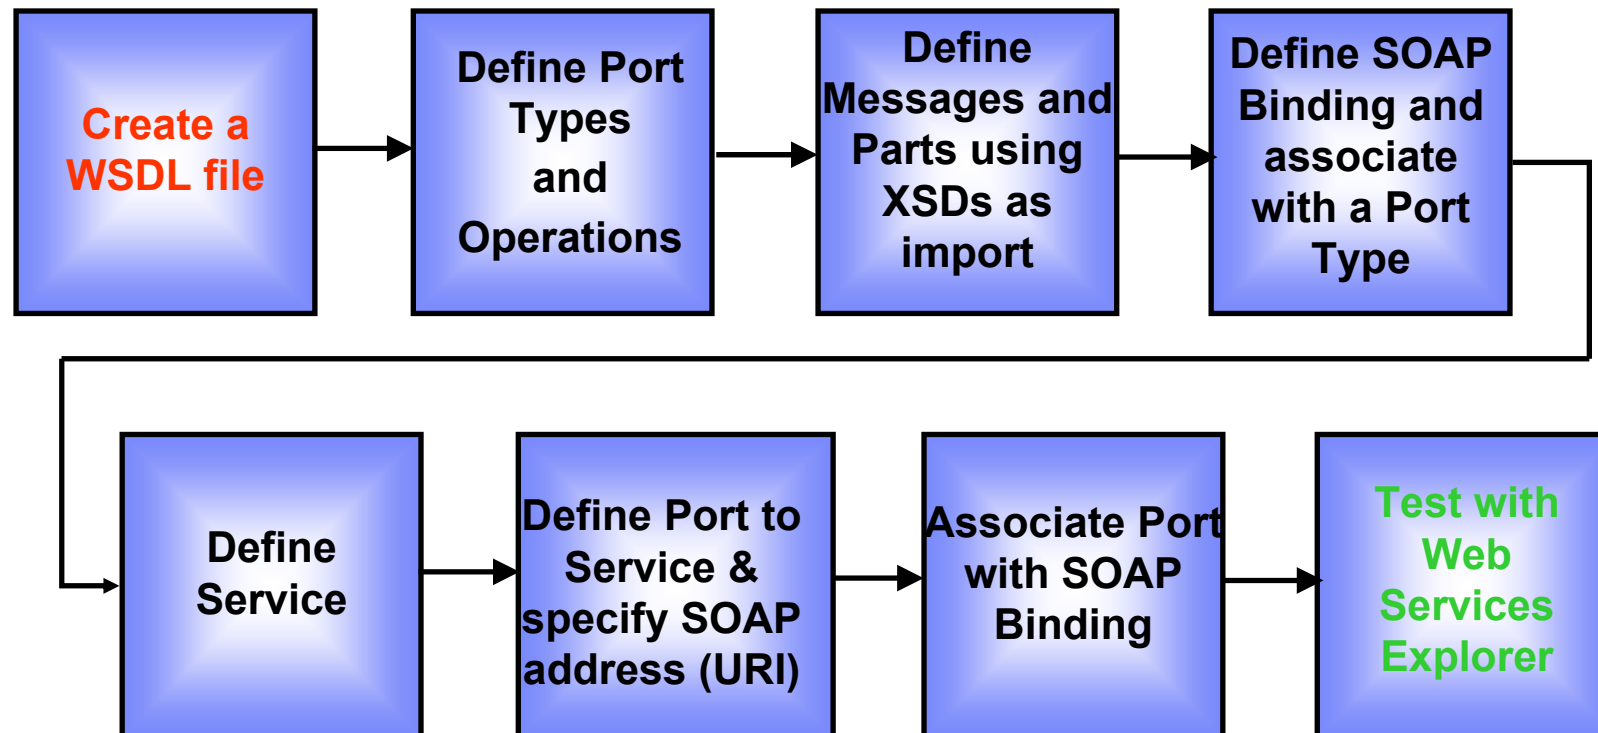 Create a
WSDL file
Define Port
Types
and
Operations
Define
Messages and
Parts using
XSDs as
import
Define SOAP
Binding and
associate
with a Port
Type
Define
Service
Define Port to
Service &
specify SOAP
address (URI)
Associate Port
with SOAP
Binding
Test with
Web
Services
Explorer